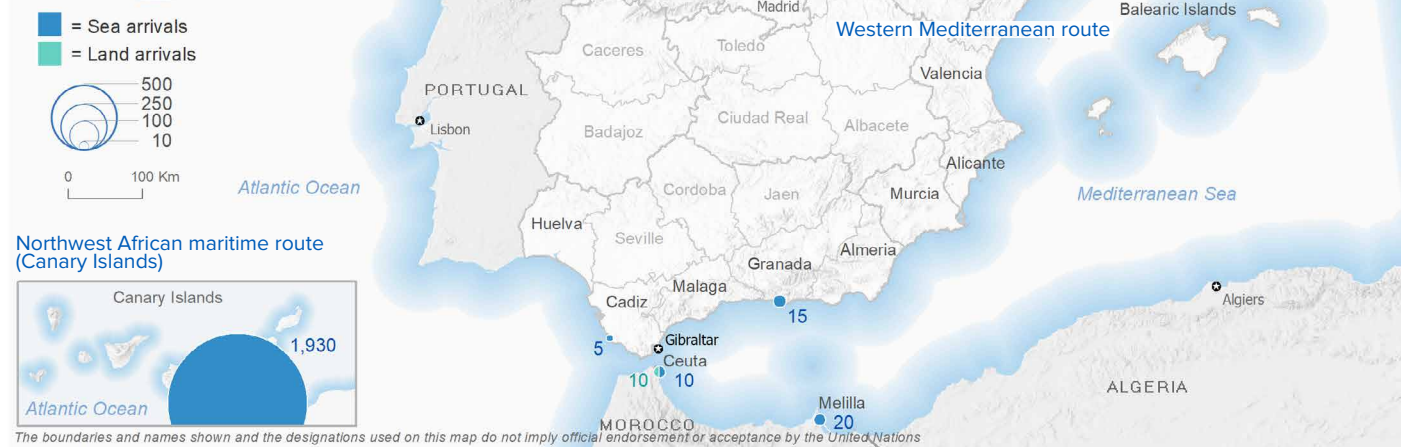 = Sea arrivals
= Land arrivals
500
250
100
10
0 100 Km
Madrid
Western Mediterranean route
Balearic Islands
Caceres
Toledo
Valencia
PORTUGAL
Lisbon
Badajoz
Ciudad Real
Albacete
Alicante
Atlantic Ocean
Cordoba
Jaen
Murcia
Mediterranean Sea
Huelva
Seville
Almeria
Granada
Northwest African maritime route
(Canary Islands)
Malaga
Cadiz
Canary Islands
1,930
Atlantic Ocean
15
Algiers
5
Gibraltar
Ceuta
10 10
ALGERIA
Melilla
20
MOROCCO
The boundaries and names shown and the designations used on this map do not imply official endorsement or acceptance by the United Nations